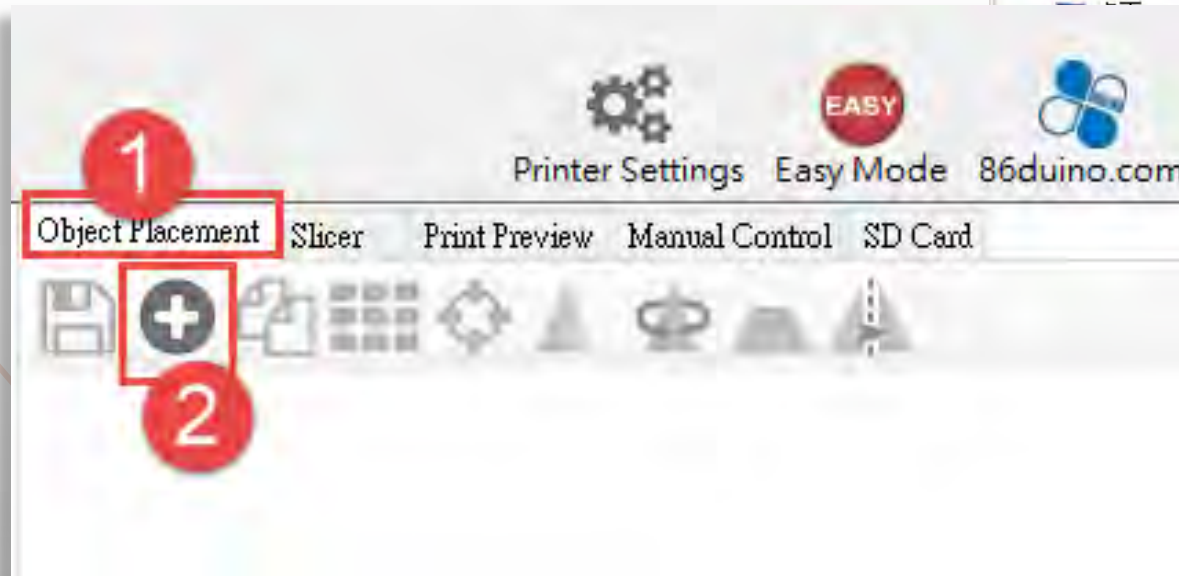 1
EASY
Printer Settings Easy Mode 86duino.com
Object Placement Slicer Print Preview Manual Control SD Card
2